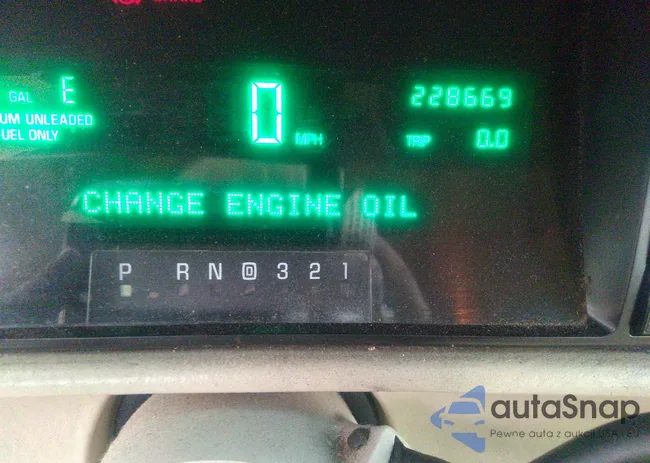 BRAKE
GAL E
UM UNLEADED
UEL ONLY
0 MPH
228669
TRIP 0.0
CHANGE ENGINE OIL
P R N D 3 2 1
autaSnap
Pewne auta z aukcji